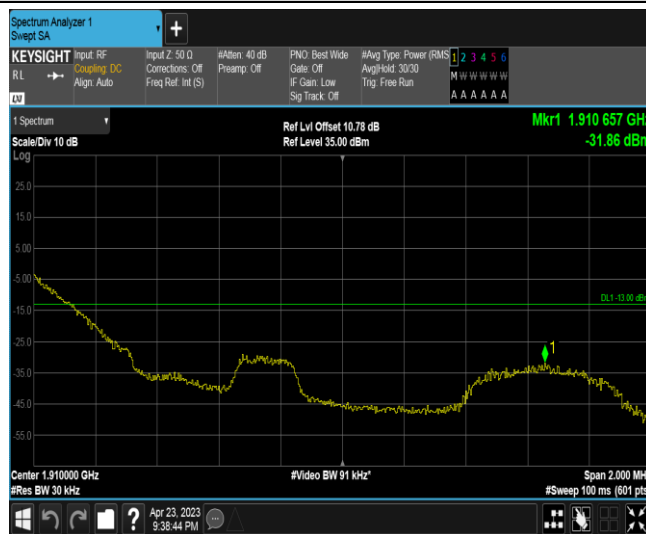 Spectrum Analyzer 1
Swept SA
+
KEYSIGHT Input: RF Input Z: 50 Ω #Atten: 40 dB PNO: Best Wide #Avg Type: Power (RMS 1 2 3 4 5 6
RL Coupling: DC Corrections: Off Preamp: Off Gate: Off Avg|Hold: 30/30 M W W W W W
Align: Auto Freq Ref: Int (S) IF Gain: Low Trig: Free Run
Sig Track: Off A A A A A A
LXI
1 Spectrum Ref Lvl Offset 10.78 dB Mkr1 1.910 657 GHz
Scale/Div 10 dB Ref Level 35.00 dBm -31.86 dBm
Log
25.0
15.0
5.00
-5.00
DL1 -13.00 dBm
-15.0
-25.0
1
-35.0
-45.0
-55.0
Center 1.910000 GHz #Video BW 91 kHz* Span 2.000 MH
#Res BW 30 kHz #Sweep 100 ms (601 pts
? Apr 23, 2023
9:38:44 PM